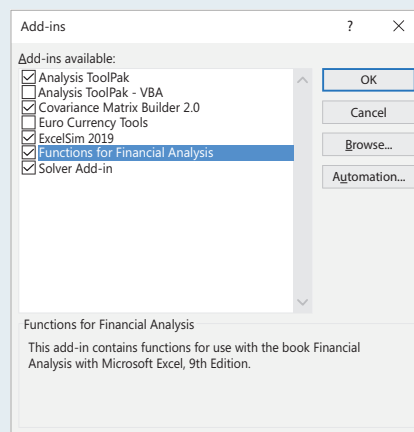 Add-ins
?
Add-ins available:
Analysis ToolPak
Analysis ToolPak - VBA
Covariance Matrix Builder 2.0
Euro Currency Tools
ExcelSim 2019
Functions for Financial Analysis
Solver Add-in
OK
Cancel
Browse...
Automation...
Functions for Financial Analysis
This add-in contains functions for use with the book Financial
Analysis with Microsoft Excel, 9th Edition.